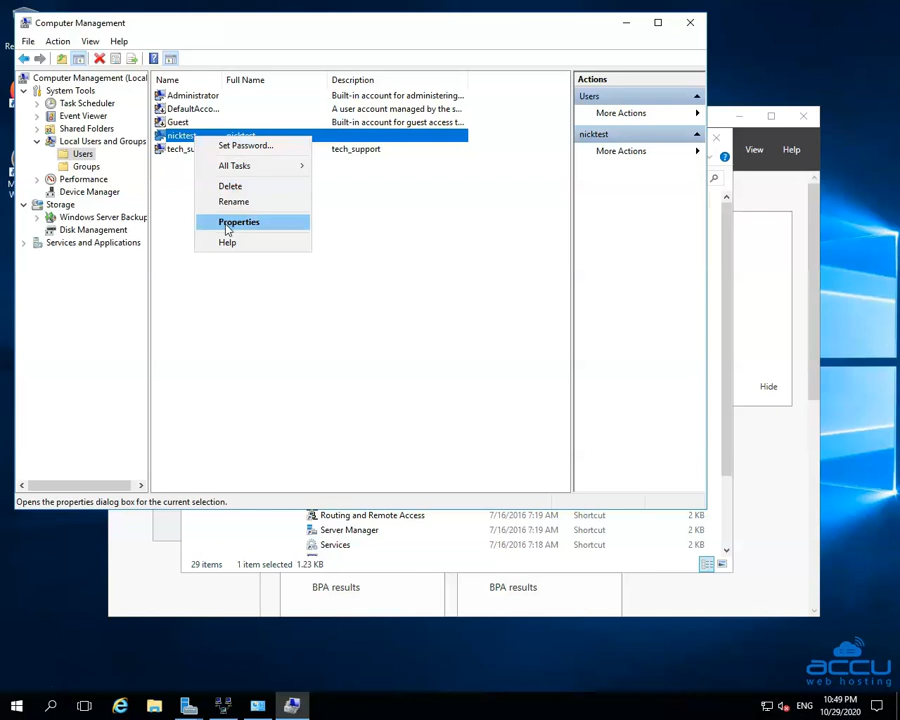 Computer Management
File Action View Help
Computer Management (Local
System Tools
Task Scheduler
Event Viewer
Shared Folders
Local Users and Groups
Users
Groups
Performance
Device Manager
Storage
Windows Server Backup
Disk Management
Services and Applications
Name Full Name Description
Administrator Built-in account for administering...
DefaultAcco... A user account managed by the s...
Guest Built-in account for guest access t...
nicktest nicktest
tech_su tech_support
Set Password...
All Tasks
Delete
Rename
Properties
Help
Actions
Users
More Actions
nicktest
More Actions
Opens the properties dialog box for the current selection.
View Help
Hide
Routing and Remote Access 7/16/2016 7:19 AM Shortcut 2 KB
Server Manager 7/16/2016 7:19 AM Shortcut 2 KB
Services 7/16/2016 7:18 AM Shortcut 2 KB
29 items 1 item selected 1.23 KB
BPA results BPA results
accu
web hosting
ENG
10:49 PM
10/29/2020